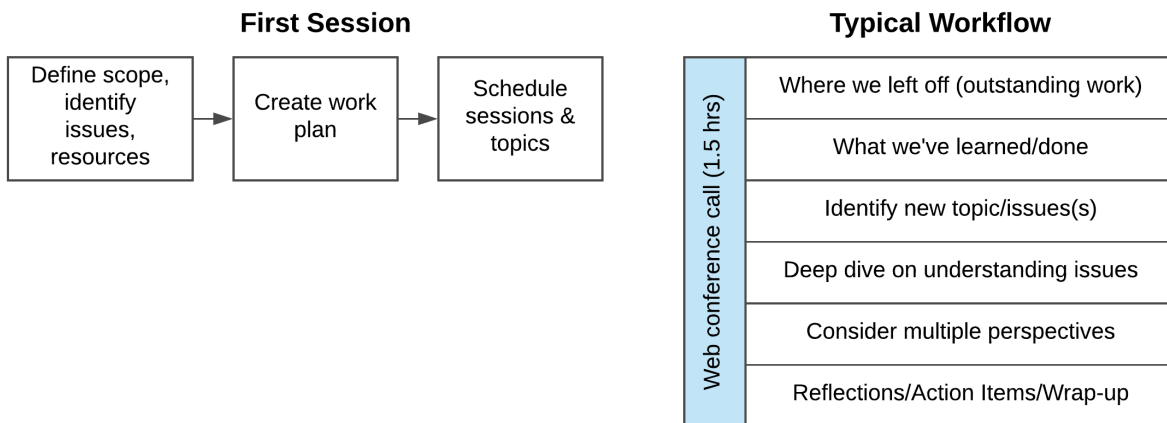 First Session
Define scope,
identify
issues,
resources
Create work
plan
Schedule
sessions &
topics
Typical Workflow
Web conference call (1.5 hrs)
Where we left off (outstanding work)
What we've learned/done
Identify new topic/issues(s)
Deep dive on understanding issues
Consider multiple perspectives
Reflections/Action Items/Wrap-up